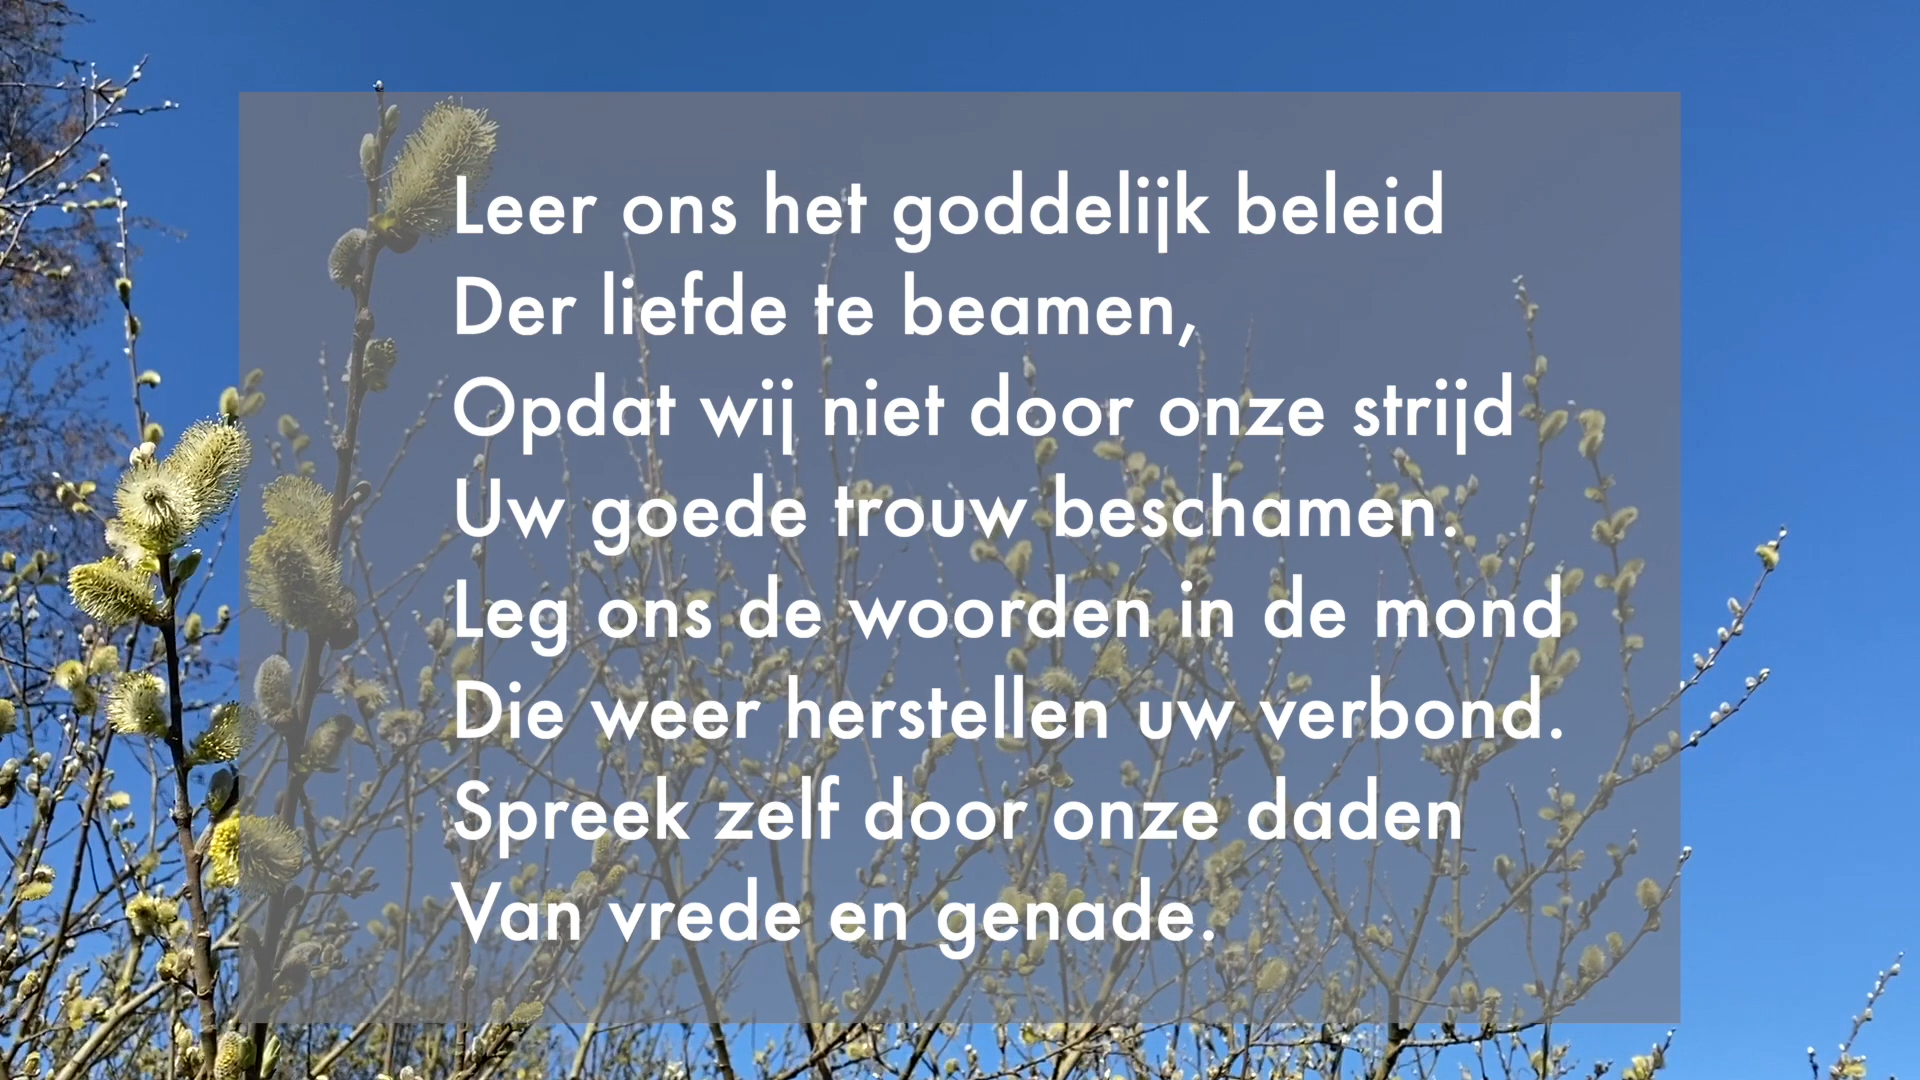 Leer ons het goddelijk beleid
Der liefde te beamen,
Opdat wij niet door onze strijd
Uw goede trouw beschamen.
Leg ons de woorden in de mond
Die weer herstellen uw verbond.
Spreek zelf door onze daden
Van vrede en genade.